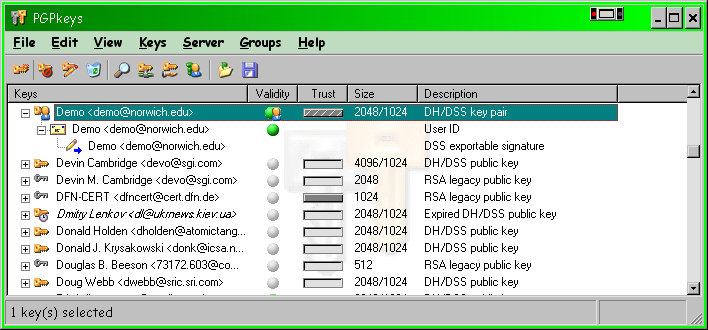 PGPkeys
File Edit View Keys Server Groups Help
Keys Validity Trust Size Description
Demo <demo@norwich.edu> 2048/1024 DH/DSS key pair
Demo <demo@norwich.edu> User ID
Demo <demo@norwich.edu> DSS exportable signature
Devin Cambridge <devo@sgi.com> 4096/1024 DH/DSS public key
Devin M. Cambridge <devo@sgi.com> 2048 RSA legacy public key
DFN-CERT <dfncert@cert.dfn.de> 1024 RSA legacy public key
Dmitry Lenkov <dl@ukrnews.kiev.ua> 2048/1024 Expired DH/DSS public key
Donald Holden <dholden@atomictang... 2048/1024 DH/DSS public key
Donald J. Krysakowski <donk@icsa.n... 2048/1024 DH/DSS public key
Douglas B. Beeson <73172.603@co... 512 RSA legacy public key
Doug Webb <dwebb@sric.sri.com> 2048/1024 DH/DSS public key
1 key(s) selected